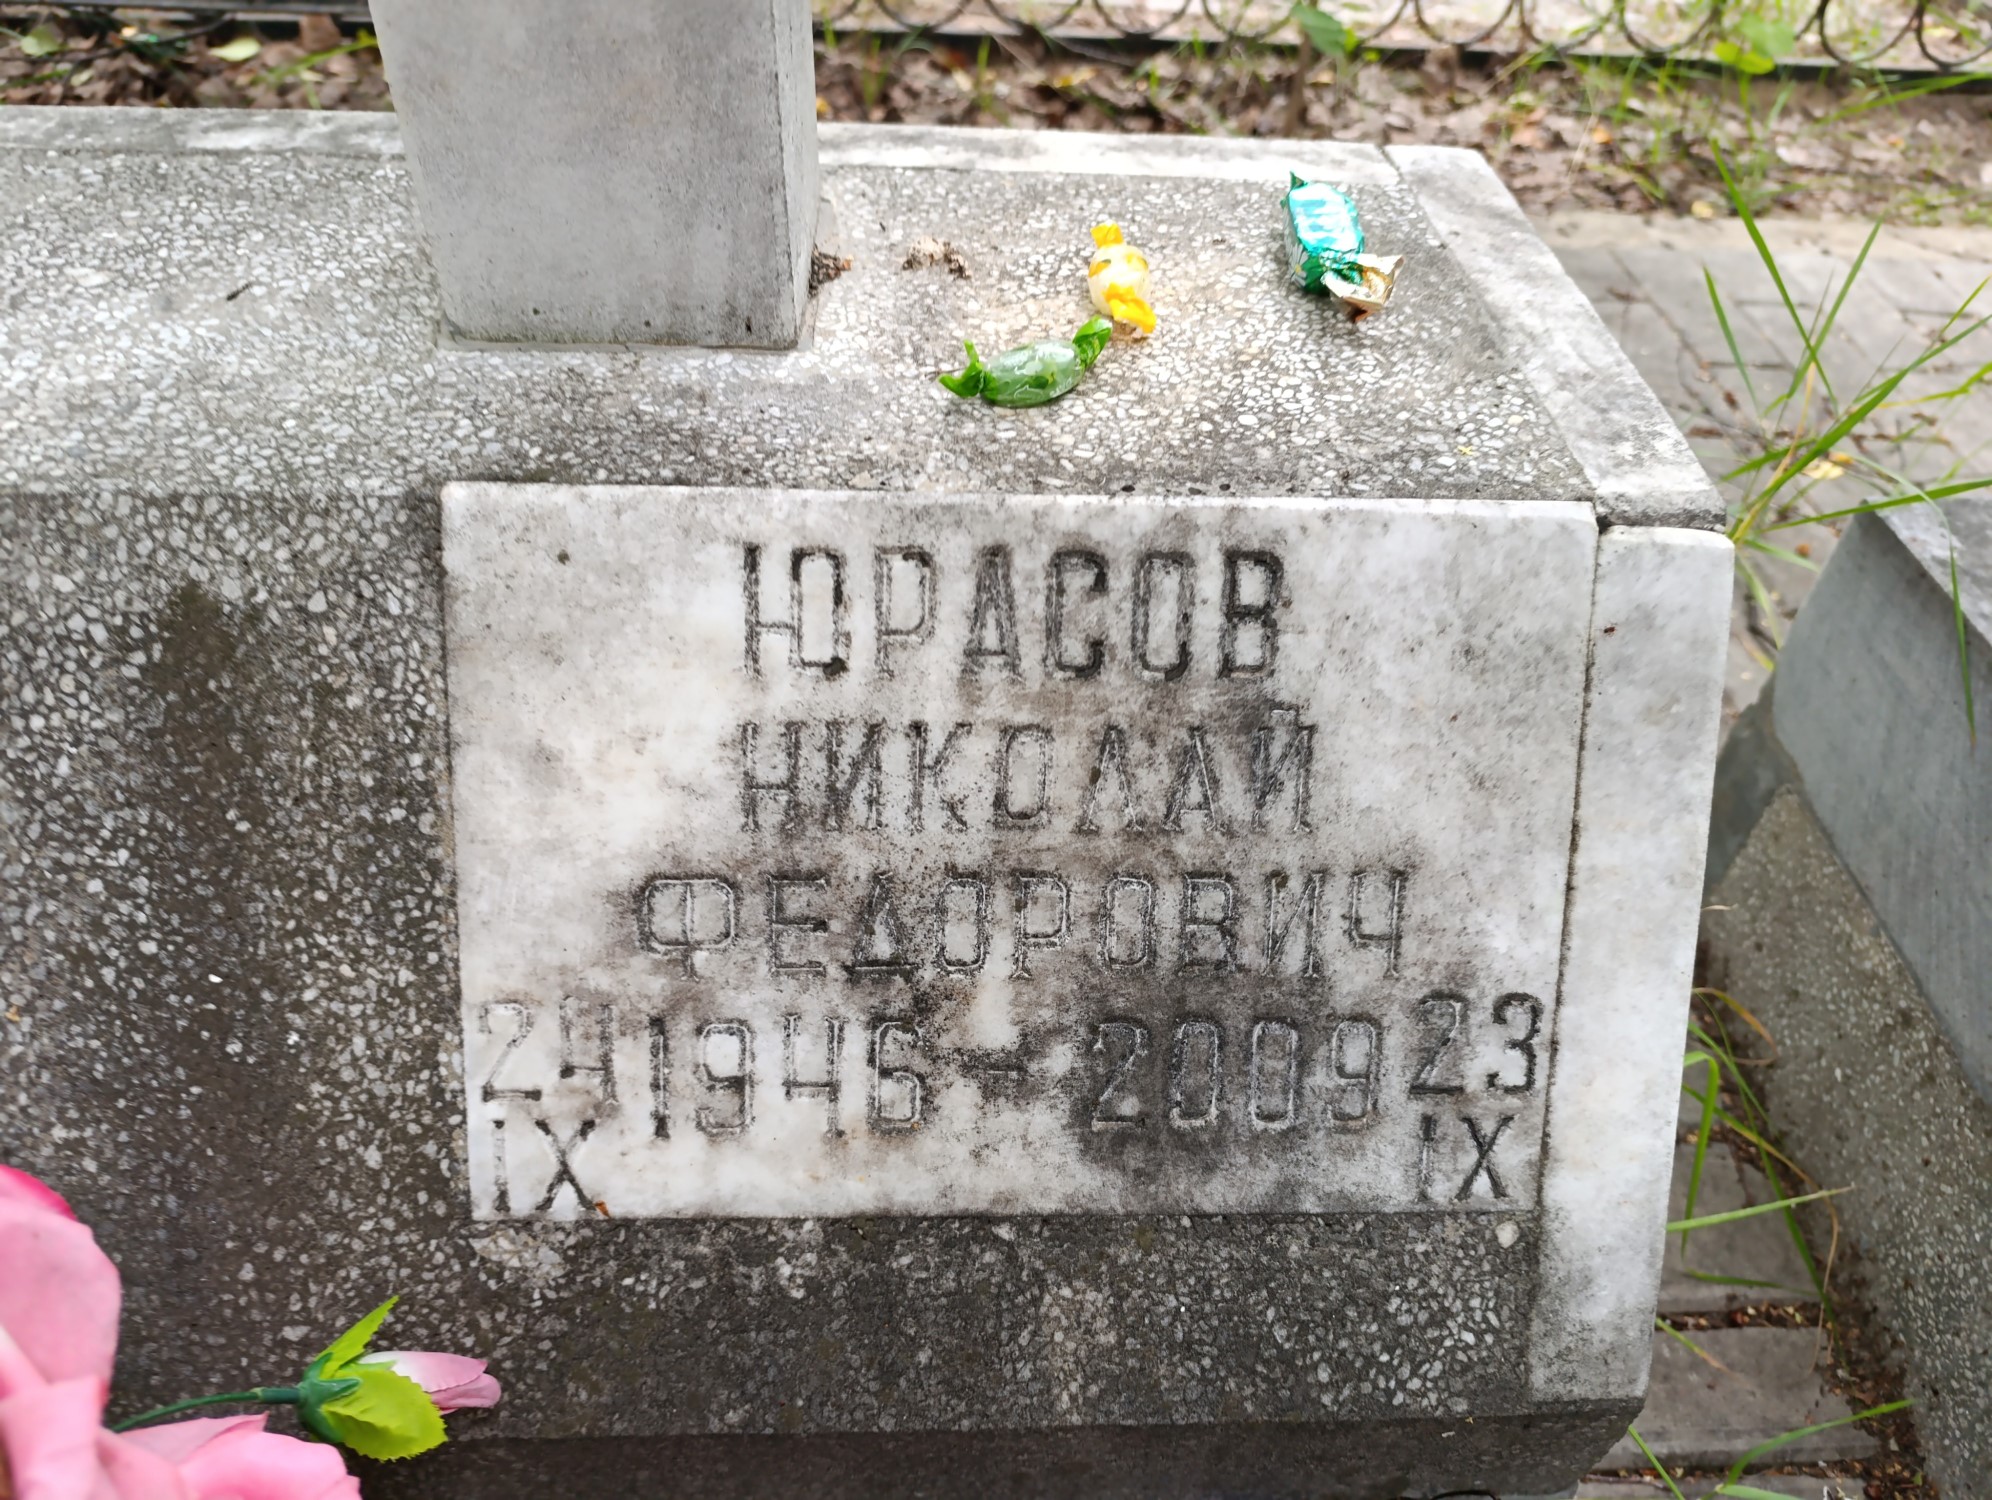 ЮРАСОВ
НИКОЛАЙ
ФЕДОРОВИЧ
24 IX 1946 - 2009 23 IX